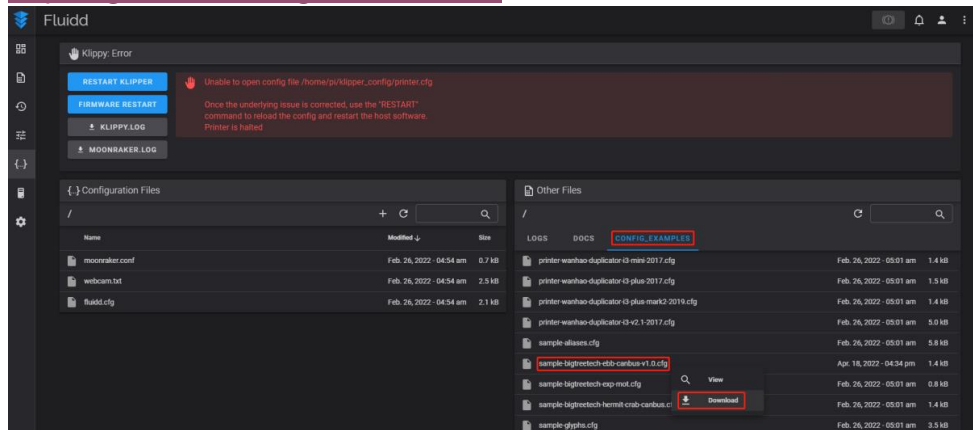 Fluidd
Klippy: Error
RESTART KLIPPER
FIRMWARE RESTART
KLIPPY.LOG
MOONRAKER.LOG
Unable to open config file /home/pi/klipper_config/printer.cfg
Once the underlying issue is corrected, use the "RESTART"
command to reload the config and restart the host software.
Printer is halted
{..} Configuration Files
/
Name Modified ↓ Size
moonraker.conf Feb. 26, 2022 - 04:54 am 0.7 kB
webcam.txt Feb. 26, 2022 - 04:54 am 2.5 kB
fluidd.cfg Feb. 26, 2022 - 04:54 am 2.1 kB
Other Files
/
LOGS DOCS CONFIG_EXAMPLES
printer-wanhao-duplicator-i3-mini-2017.cfg Feb. 26, 2022 - 05:01 am 1.4 kB
printer-wanhao-duplicator-i3-plus-2017.cfg Feb. 26, 2022 - 05:01 am 1.5 kB
printer-wanhao-duplicator-i3-plus-mark2-2019.cfg Feb. 26, 2022 - 05:01 am 1.4 kB
printer-wanhao-duplicator-i3-v2.1-2017.cfg Feb. 26, 2022 - 05:01 am 5.0 kB
sample-aliases.cfg Feb. 26, 2022 - 05:01 am 5.8 kB
sample-bigtreetech-ebb-canbus-v1.0.cfg Apr. 18, 2022 - 04:34 pm 1.4 kB
sample-bigtreetech-exp-mot.cfg Feb. 26, 2022 - 05:01 am 0.8 kB
sample-bigtreetech-hermit-crab-canbus.c Feb. 26, 2022 - 05:01 am 1.4 kB
sample-glyphs.cfg Feb. 26, 2022 - 05:01 am 3.5 kB
View
Download